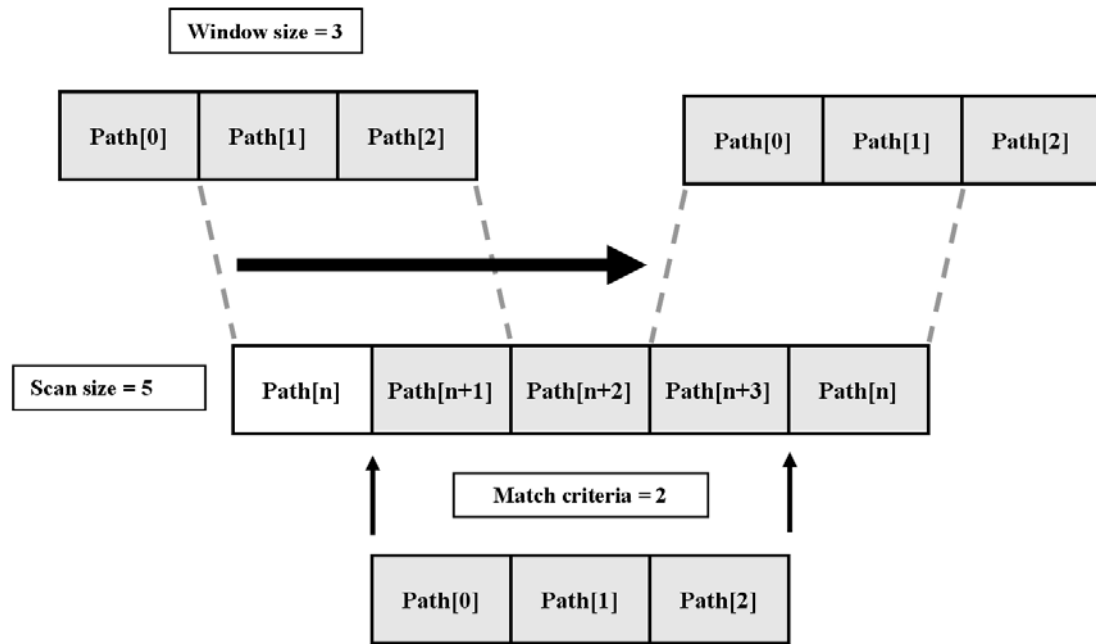 Window size = 3
Path[0] Path[1] Path[2]
Path[0] Path[1] Path[2]
Scan size = 5
Path[n] Path[n+1] Path[n+2] Path[n+3] Path[n]
Match criteria = 2
Path[0] Path[1] Path[2]